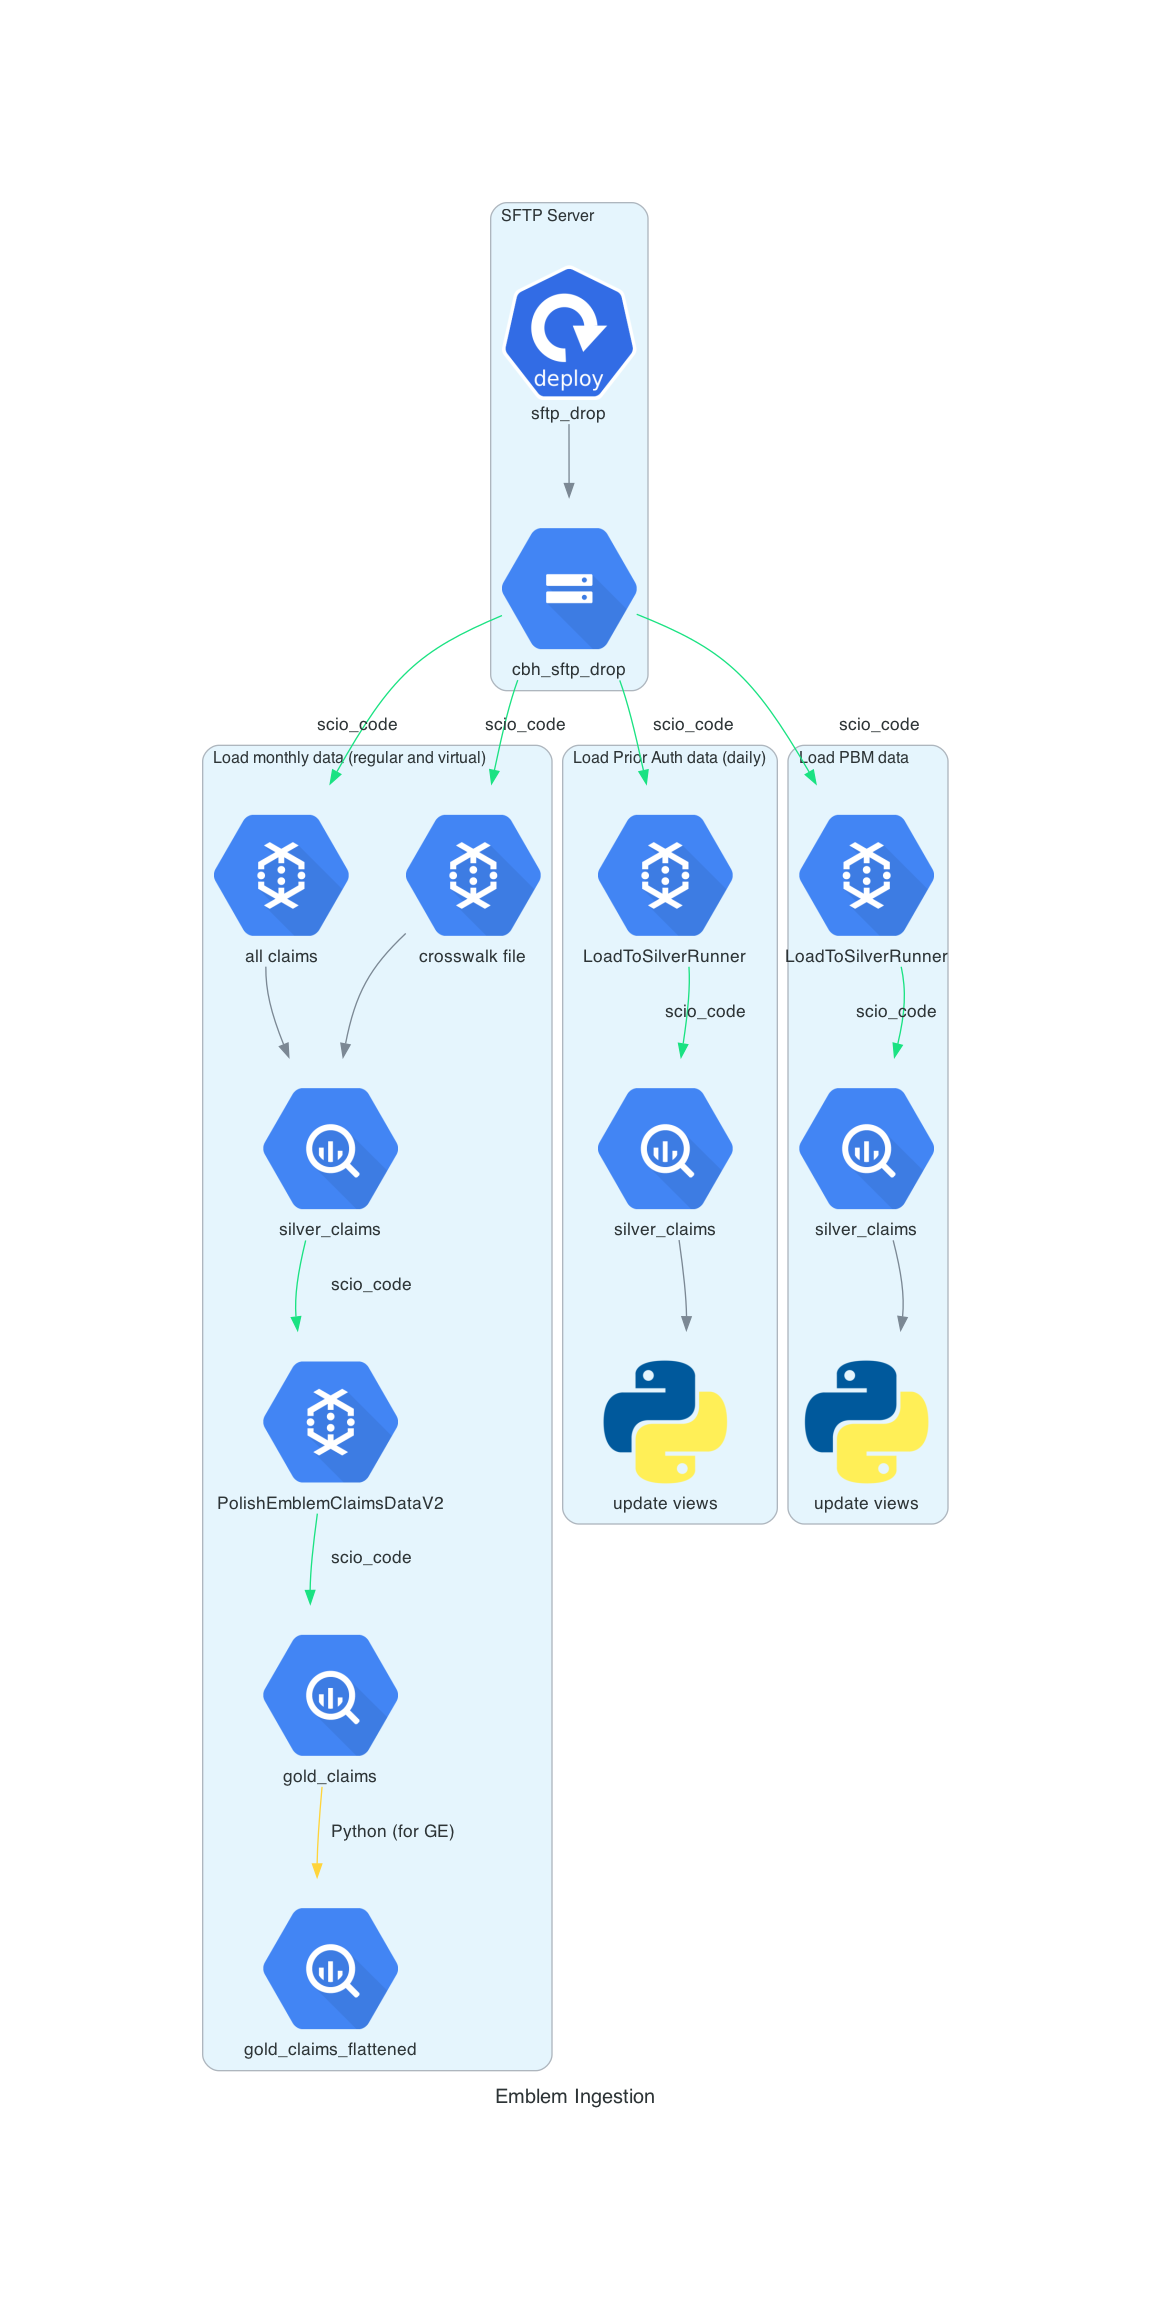 SFTP Server
deploy
sftp_drop
cbh_sftp_drop
scio_code
scio_code
scio_code
scio_code
Load monthly data (regular and virtual)
Load Prior Auth data (daily)
Load PBM data
all claims
crosswalk file
LoadToSilverRunner
LoadToSilverRunner
scio_code
scio_code
silver_claims
silver_claims
silver_claims
scio_code
PolishEmblemClaimsDataV2
update views
update views
scio_code
gold_claims
Python (for GE)
gold_claims_flattened
Emblem Ingestion